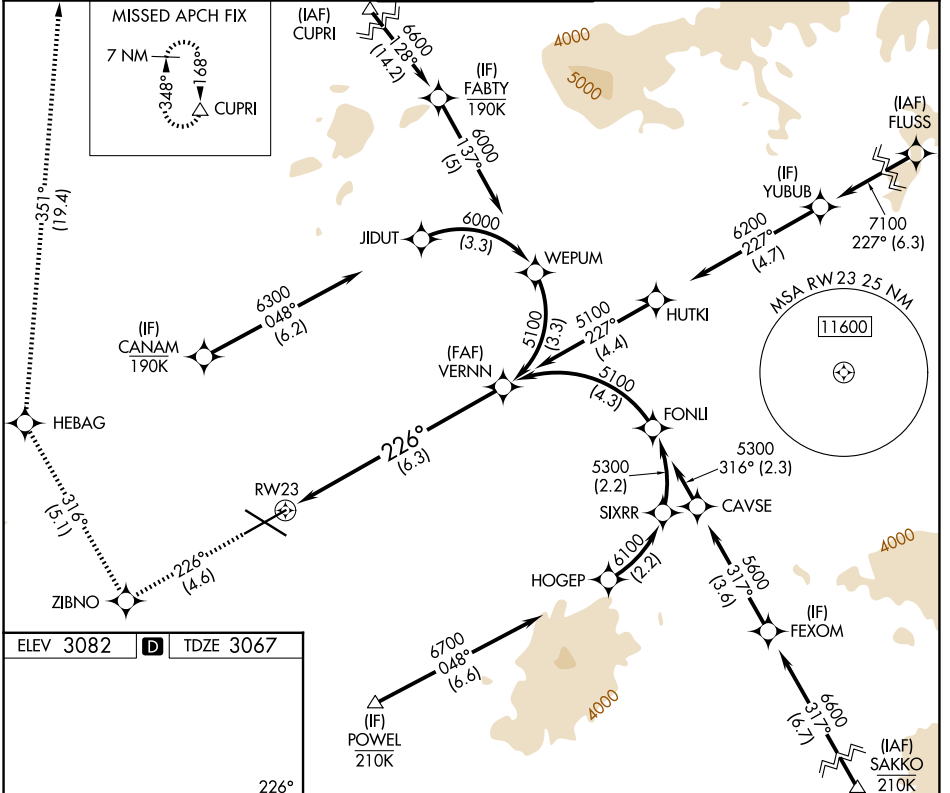 MISSED APCH FIX
7 NM
348°
168°
CUPRI
(IAF)
CUPRI
6600
128°
(14.2)
(IF)
FABTY
190K
6000
137°
(5)
4000
5000
(IAF)
FLUSS
(IF)
YUBUB
7100
227° (6.3)
6200
227°
(4.7)
351°
(19.4)
JIDUT
6000
(3.3)
WEPUM
6300
048°
(6.2)
(IF)
CANAM
190K
HUTKI
5100
227°
(4.4)
5100
(3.3)
MSA RW23 25 NM
11600
(FAF)
VERNN
5100
(4.3)
FONLI
HEBAG
226°
(6.3)
5300
(2.2)
5300
316° (2.3)
RW23
SIXRR
CAVSE
316°
(5.1)
226°
(4.6)
6100
(2.2)
HOGEP
5600
317°
(3.6)
4000
ZIBNO
(IF)
FEXOM
ELEV 3082
D
TDZE 3067
6700
048°
(6.6)
4000
(IF)
POWEL
210K
6600
317°
(6.7)
(IAF)
SAKKO
210K
226°